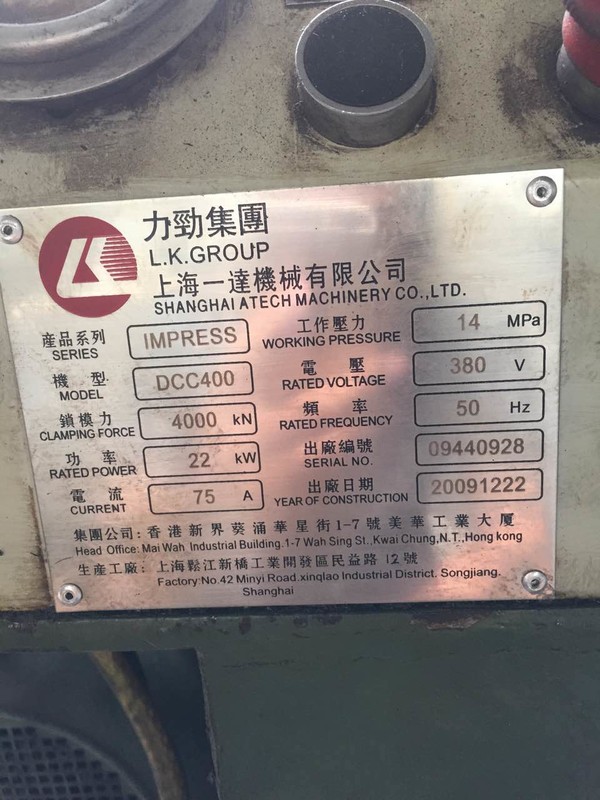 力勁集團
L.K.GROUP
上海一達機械有限公司
SHANGHAI ATECH MACHINERY CO.,LTD.
産品系列 IMPRESS 工作壓力 14 MPa
SERIES WORKING PRESSURE
機型 DCC400 電壓 380 V
MODEL RATED VOLTAGE
鎖模力 4000 kN 頻率 50 Hz
CLAMPING FORCE RATED FREQUENCY
功率 22 kW 出廠編號 09440928
RATED POWER SERIAL NO.
電流 75 A 出廠日期 20091222
CURRENT YEAR OF CONSTRUCTION
集團公司: 香港新界葵涌華星街1-7號美華工業大厦
Head Office: Mai Wah Industrial Building.1-7 Wah Sing St., Kwai Chung,N.T.,Hong kong
生産工廠: 上海鬆江新橋工業開發區民益路12號
Factory:No.42 Minyi Road.xinqlao Industrial District. Songjiang.
Shanghai